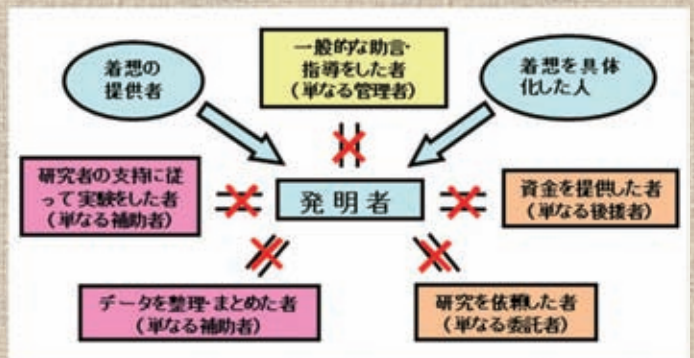 着想の
提供者
一般的な助言・
指導をした者
（単なる管理者）
着想を具体
化した人
研究者の支持に従
って実験をした者
（単なる補助者）
発明者
資金を提供した者
（単なる後援者）
データを整理・まとめた者
（単なる補助者）
研究を依頼した者
（単なる委託者）